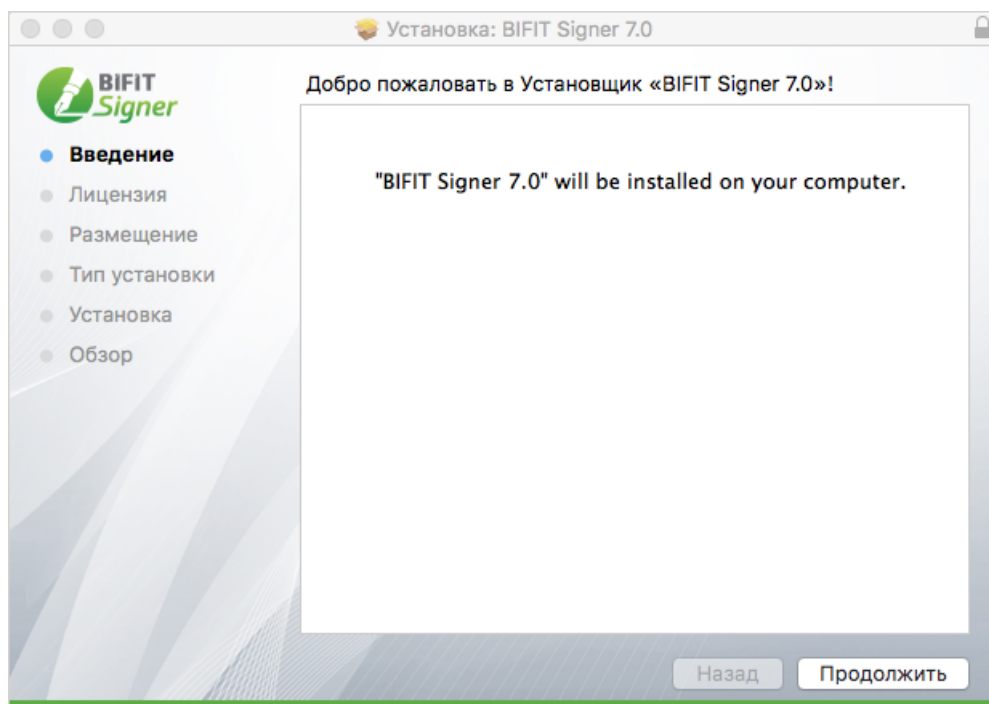 Установка: BIFIT Signer 7.0
BIFIT
Signer
Добро пожаловать в Установщик «BIFIT Signer 7.0»!
Введение
Лицензия
Размещение
Тип установки
Установка
Обзор
"BIFIT Signer 7.0" will be installed on your computer.
Назад
Продолжить